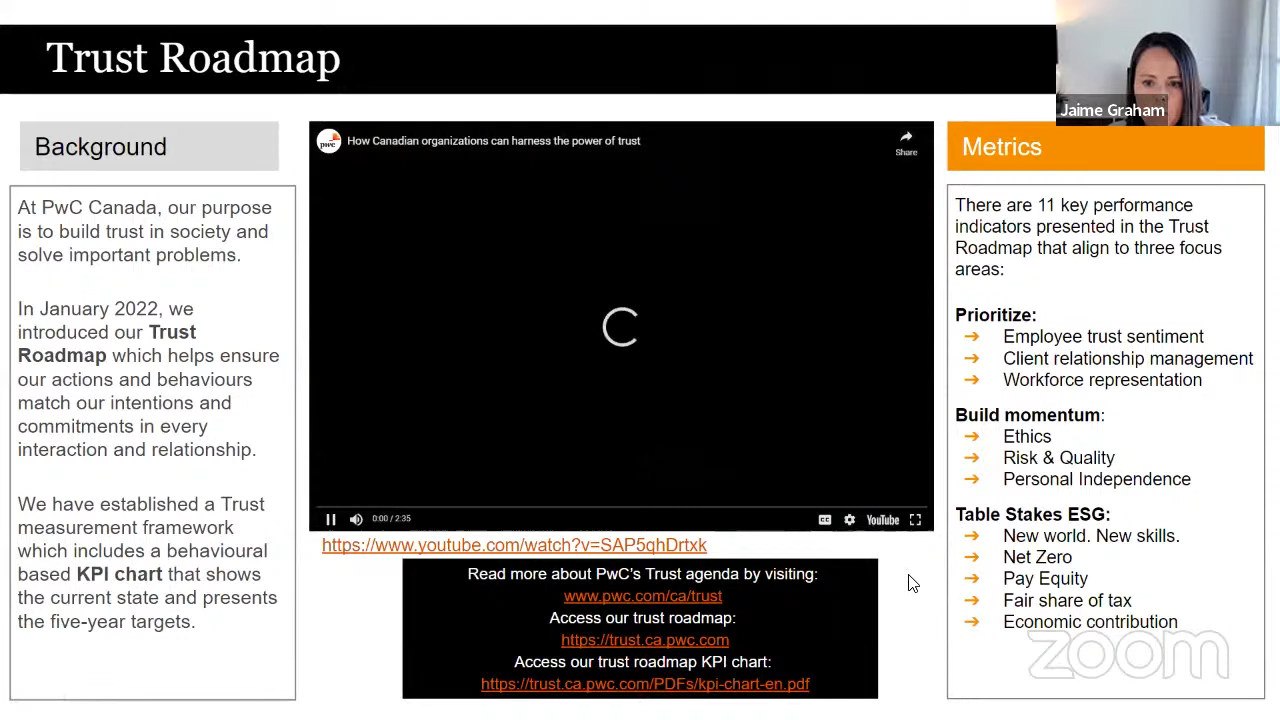 Trust Roadmap
Jaime Graham
Background
At PwC Canada, our purpose
is to build trust in society and
solve important problems.
In January 2022, we
introduced our Trust
Roadmap which helps ensure
our actions and behaviours
match our intentions and
commitments in every
interaction and relationship.
We have established a Trust
measurement framework
which includes a behavioural
based KPI chart that shows
the current state and presents
the five-year targets.
pwc
How Canadian organizations can harness the power of trust
Share
0:00 / 2:35
CC
YouTube
https://www.youtube.com/watch?v=SAP5qhDrtxk
Read more about PwC's Trust agenda by visiting:
www.pwc.com/ca/trust
Access our trust roadmap:
https://trust.ca.pwc.com
Access our trust roadmap KPI chart:
https://trust.ca.pwc.com/PDFs/kpi-chart-en.pdf
Metrics
There are 11 key performance
indicators presented in the Trust
Roadmap that align to three focus
areas:
Prioritize:
➔ Employee trust sentiment
➔ Client relationship management
➔ Workforce representation
Build momentum:
➔ Ethics
➔ Risk & Quality
➔ Personal Independence
Table Stakes ESG:
➔ New world. New skills.
➔ Net Zero
➔ Pay Equity
➔ Fair share of tax
➔ Economic contribution
zoom